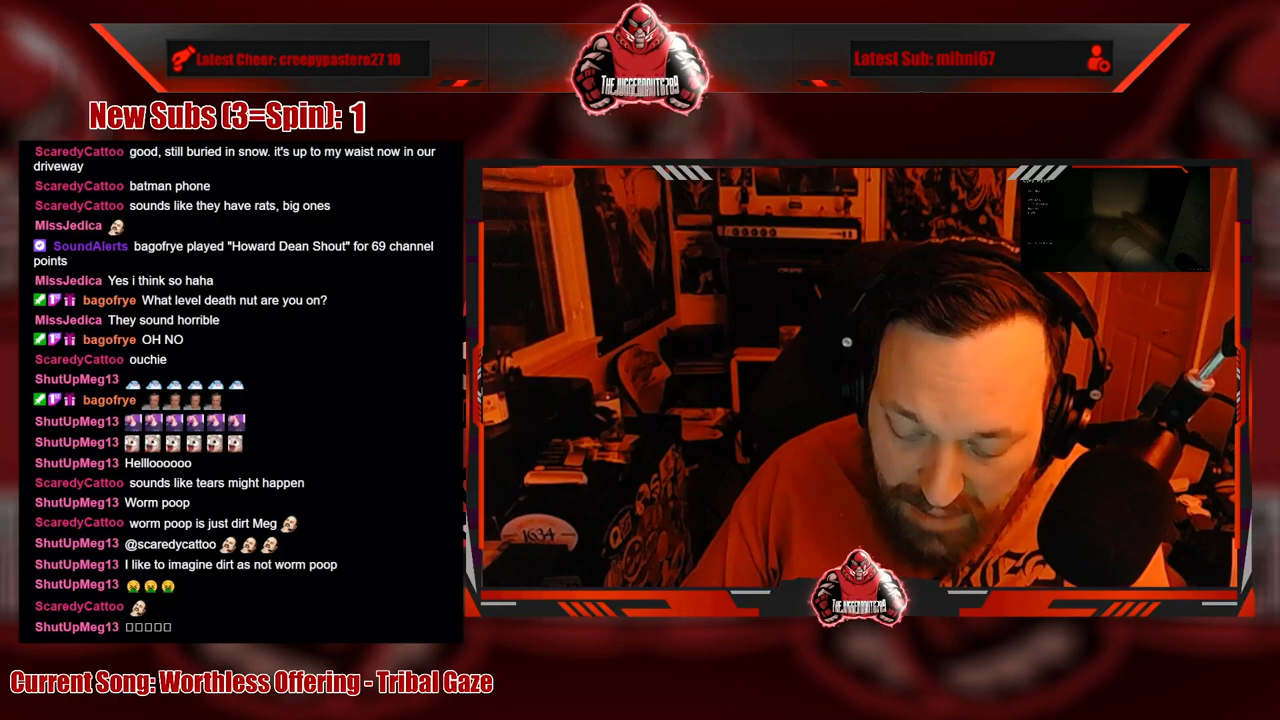 Latest Cheer: creepypastero27 10
THEJUGGERNAUT6789
Latest Sub: mihni67
New Subs (3=Spin): 1
ScaredyCattoo good, still buried in snow. it's up to my waist now in our
driveway
ScaredyCattoo batman phone
ScaredyCattoo sounds like they have rats, big ones
MissJedica
SoundAlerts bagofrye played "Howard Dean Shout" for 69 channel
points
MissJedica Yes i think so haha
bagofrye What level death nut are you on?
MissJedica They sound horrible
bagofrye OH NO
ScaredyCattoo ouchie
ShutUpMeg13
bagofrye
ShutUpMeg13
ShutUpMeg13
ShutUpMeg13 Hellloooooo
ScaredyCattoo sounds like tears might happen
ShutUpMeg13 Worm poop
ScaredyCattoo worm poop is just dirt Meg
ShutUpMeg13 @scaredycattoo
ShutUpMeg13 I like to imagine dirt as not worm poop
ShutUpMeg13
ScaredyCattoo
ShutUpMeg13
1634
THEJUGGERNAUT6789
Current Song: Worthless Offering - Tribal Gaze